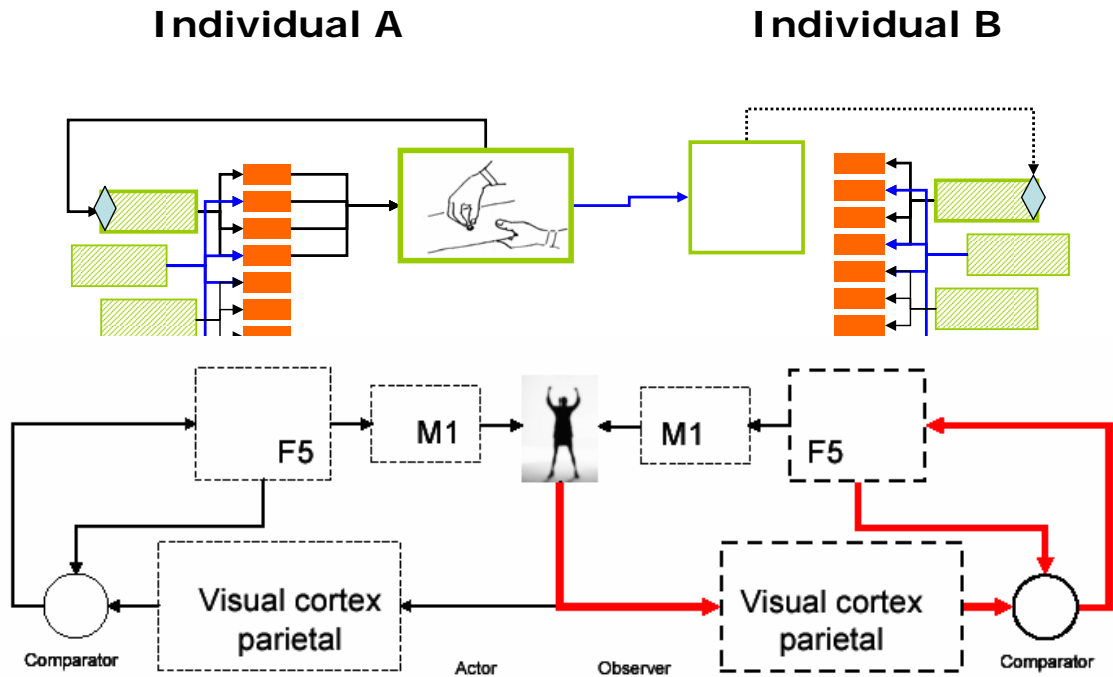 Individual A
Individual B
F5
M1
M1
F5
Visual cortex
parietal
Visual cortex
parietal
Comparator
Actor
Observer
Comparator